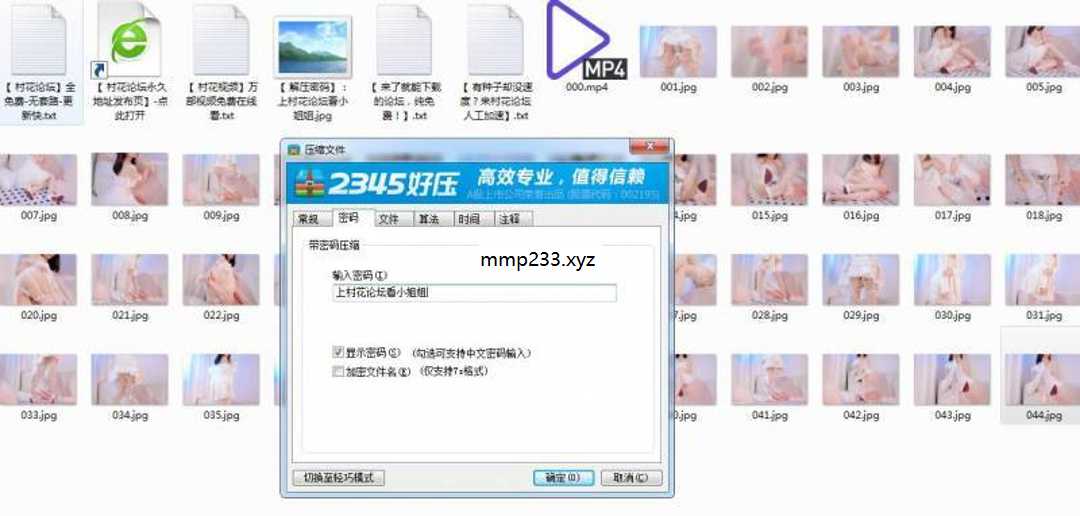 MP4
【村花论坛】全
免费-无套路-更
新快.txt
【村花论坛永久
地址发布页】-点
此打开
【村花视频】万
部视频免费在线
看.txt
【解压密码】:
上村花论坛看小
姐姐.jpg
【来了就能下载
的论坛,纯免
费!】.txt
【有种子却没速
度?来村花论坛
人工加速】.txt
000.mp4
001.jpg
002.jpg
003.jpg
004.jpg
005.jpg
压缩文件
2345好压
高效专业,值得信赖
A股上市公司荣誉出品 (股票代码:002195)
常规
密码
文件
算法
时间
注释
带密码压缩
mmp233.xyz
输入密码(I)
上村花论坛看小姐姐
显示密码(S) (勾选可支持中文密码输入)
加密文件名(E) (仅支持7z格式)
切换至轻巧模式
确定(O)
取消(C)
007.jpg
008.jpg
009.jpg
015.jpg
016.jpg
017.jpg
018.jpg
020.jpg
021.jpg
022.jpg
028.jpg
029.jpg
030.jpg
031.jpg
033.jpg
034.jpg
035.jpg
041.jpg
042.jpg
043.jpg
044.jpg